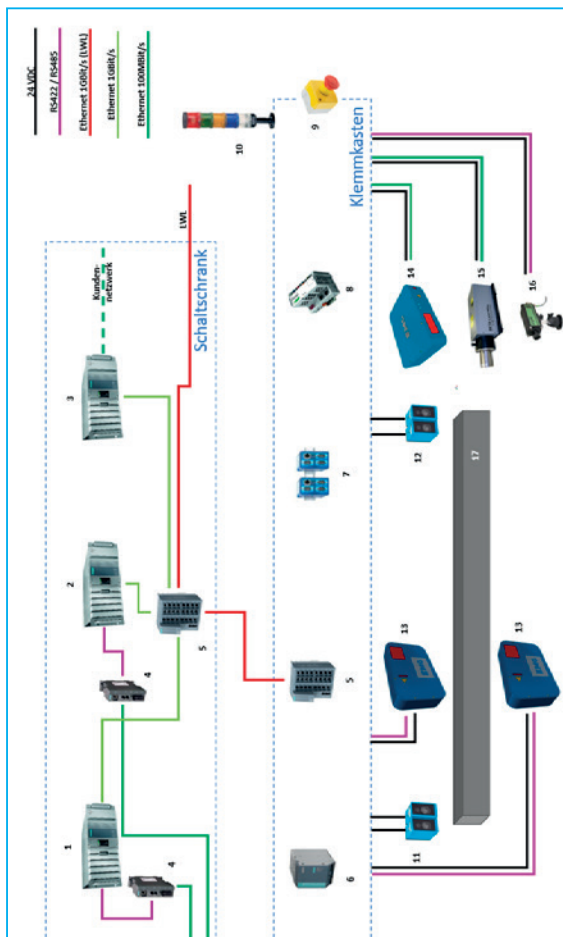 24 VDC
RS422 / RS485
Ethernet 1GBit/s (LWL)
Ethernet 1GBit/s
Ethernet 100MBit/s
Kunden-
netzwerk
LWL
Schaltschrank
1
2
3
4
4
5
Klemmkasten
5
6
7
8
9
10
11
12
13
13
14
15
16
17